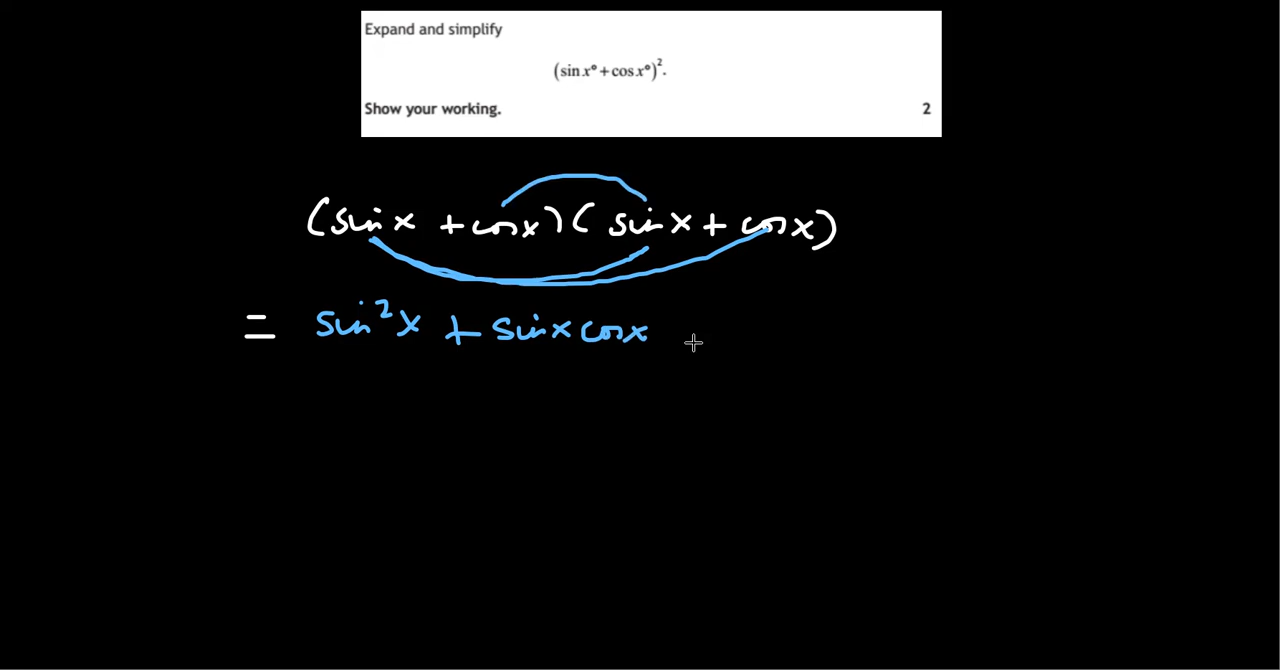 Expand and simplify
(sin x° + cos x°)².
Show your working. 2
(sin x + cos x)(sin x + cos x)
= sin²x + sin x cos x